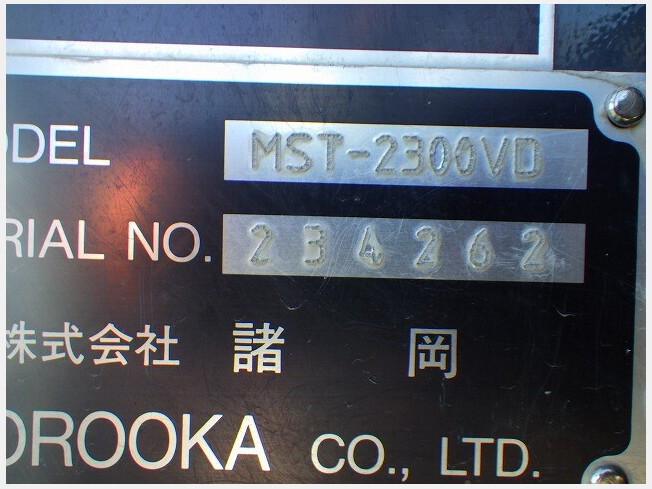 ODEL MST-2300VD
RIAL NO. 234262
株式会社 諸岡
OROOKA CO., LTD.